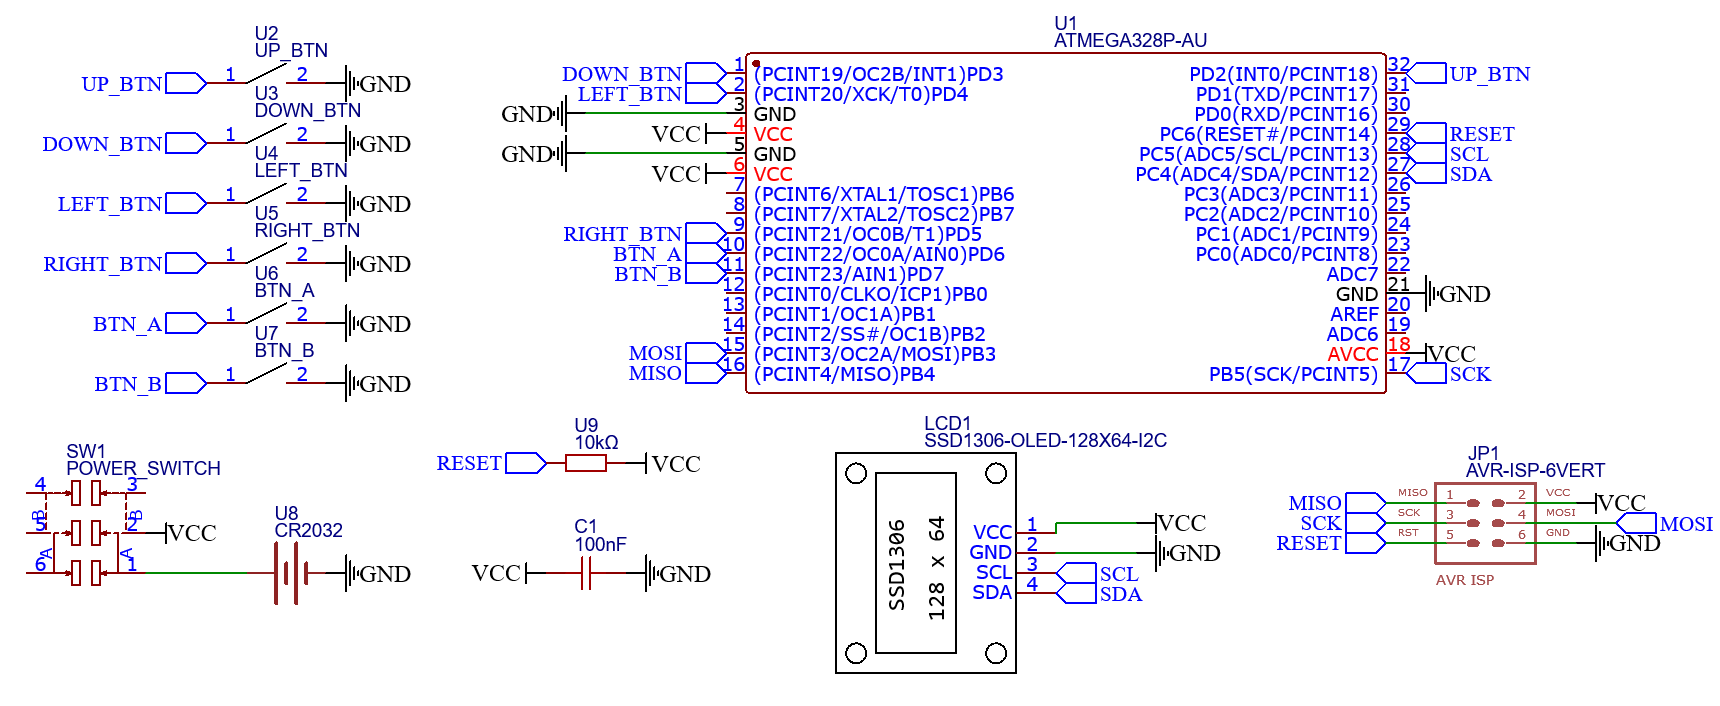 U2
UP_BTN
UP_BTN 1 2 GND
U3
DOWN_BTN
DOWN_BTN 1 2 GND
U4
LEFT_BTN
LEFT_BTN 1 2 GND
U5
RIGHT_BTN
RIGHT_BTN 1 2 GND
U6
BTN_A
BTN_A 1 2 GND
U7
BTN_B
BTN_B 1 2 GND
U1
ATMEGA328P-AU
DOWN_BTN 1 (PCINT19/OC2B/INT1)PD3
LEFT_BTN 2 (PCINT20/XCK/T0)PD4
GND 3 GND
VCC 4 VCC
GND 5 GND
VCC 6 VCC
7 (PCINT6/XTAL1/TOSC1)PB6
8 (PCINT7/XTAL2/TOSC2)PB7
RIGHT_BTN 9 (PCINT21/OC0B/T1)PD5
BTN_A 10 (PCINT22/OC0A/AIN0)PD6
BTN_B 11 (PCINT23/AIN1)PD7
12 (PCINT0/CLKO/ICP1)PB0
13 (PCINT1/OC1A)PB1
14 (PCINT2/SS#/OC1B)PB2
MOSI 15 (PCINT3/OC2A/MOSI)PB3
MISO 16 (PCINT4/MISO)PB4
PD2(INT0/PCINT18) 32 UP_BTN
PD1(TXD/PCINT17) 31
PD0(RXD/PCINT16) 30
PC6(RESET#/PCINT14) 29 RESET
PC5(ADC5/SCL/PCINT13) 28 SCL
PC4(ADC4/SDA/PCINT12) 27 SDA
PC3(ADC3/PCINT11) 26
PC2(ADC2/PCINT10) 25
PC1(ADC1/PCINT9) 24
PC0(ADC0/PCINT8) 23
ADC7 22
GND 21 GND
AREF 20
ADC6 19
AVCC 18 VCC
PB5(SCK/PCINT5) 17 SCK
SW1
POWER_SWITCH
4 3
B B
5 2 VCC
A A
6 1
U8
CR2032
GND
U9
10kΩ
RESET VCC
C1
100nF
VCC GND
LCD1
SSD1306-OLED-128X64-I2C
SSD1306
128 x 64
VCC 1 VCC
GND 2 GND
SCL 3 SCL
SDA 4 SDA
JP1
AVR-ISP-6VERT
MISO MISO 1 2 VCC VCC
SCK SCK 3 4 MOSI MOSI
RESET RST 5 6 GND GND
AVR ISP